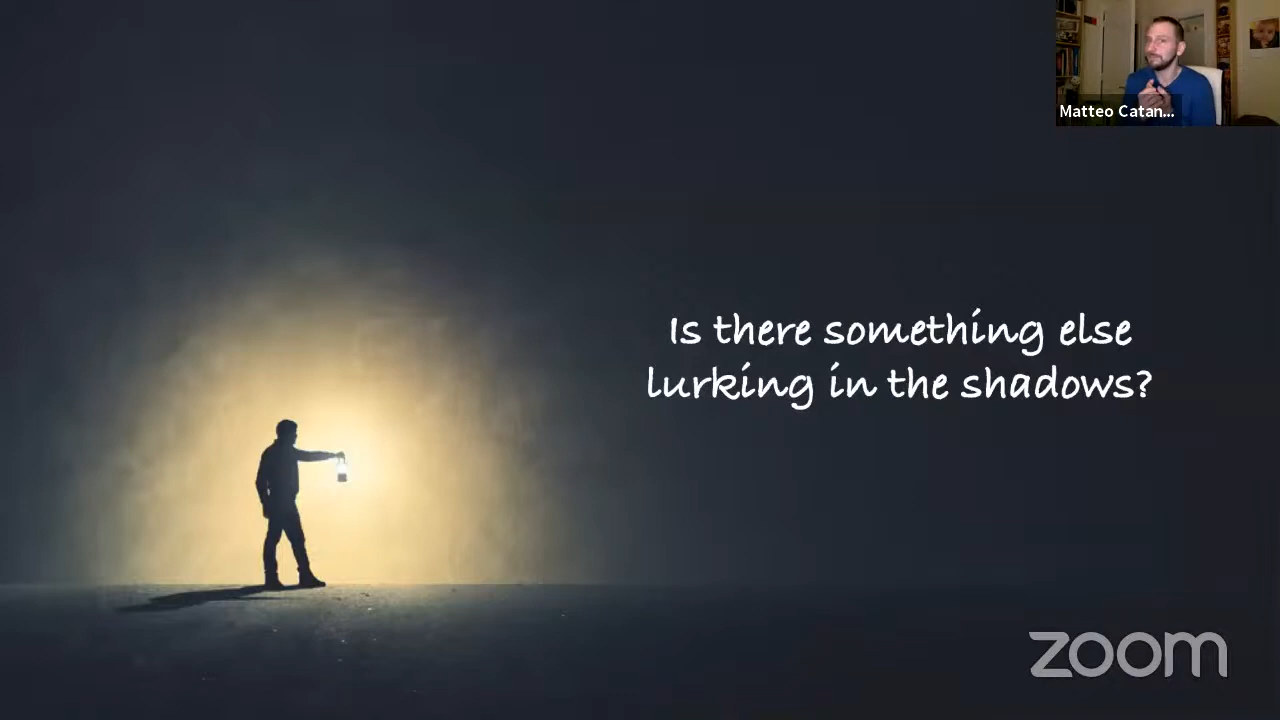 Matteo Catan...
Is there something else
lurking in the shadows?
zoom